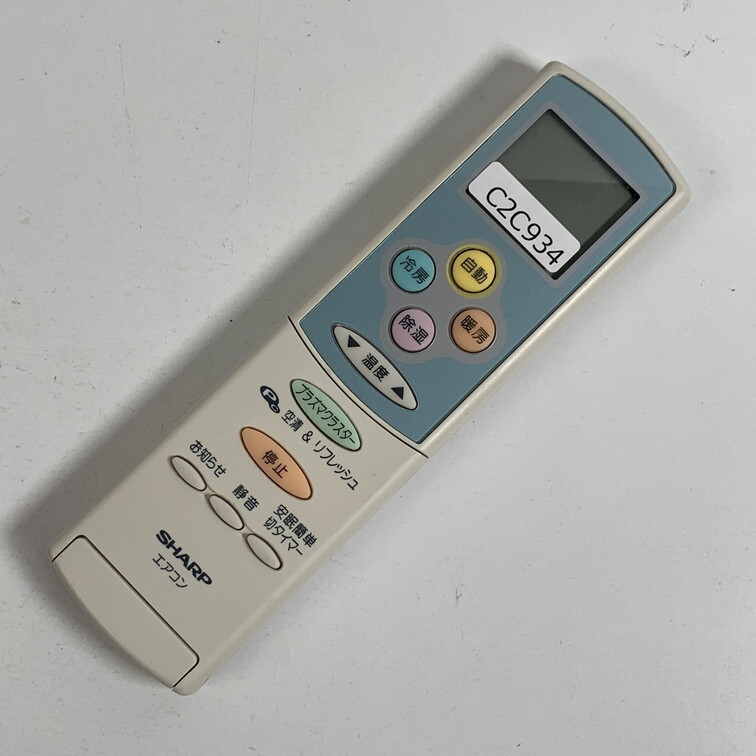 C2C934
冷房
自動
除湿
暖房
▼ 温度 ▲
プラズマクラスター
空清 & リフレッシュ
停止
お知らせ
静音
安眠簡単
切タイマー
SHARP
エアコン